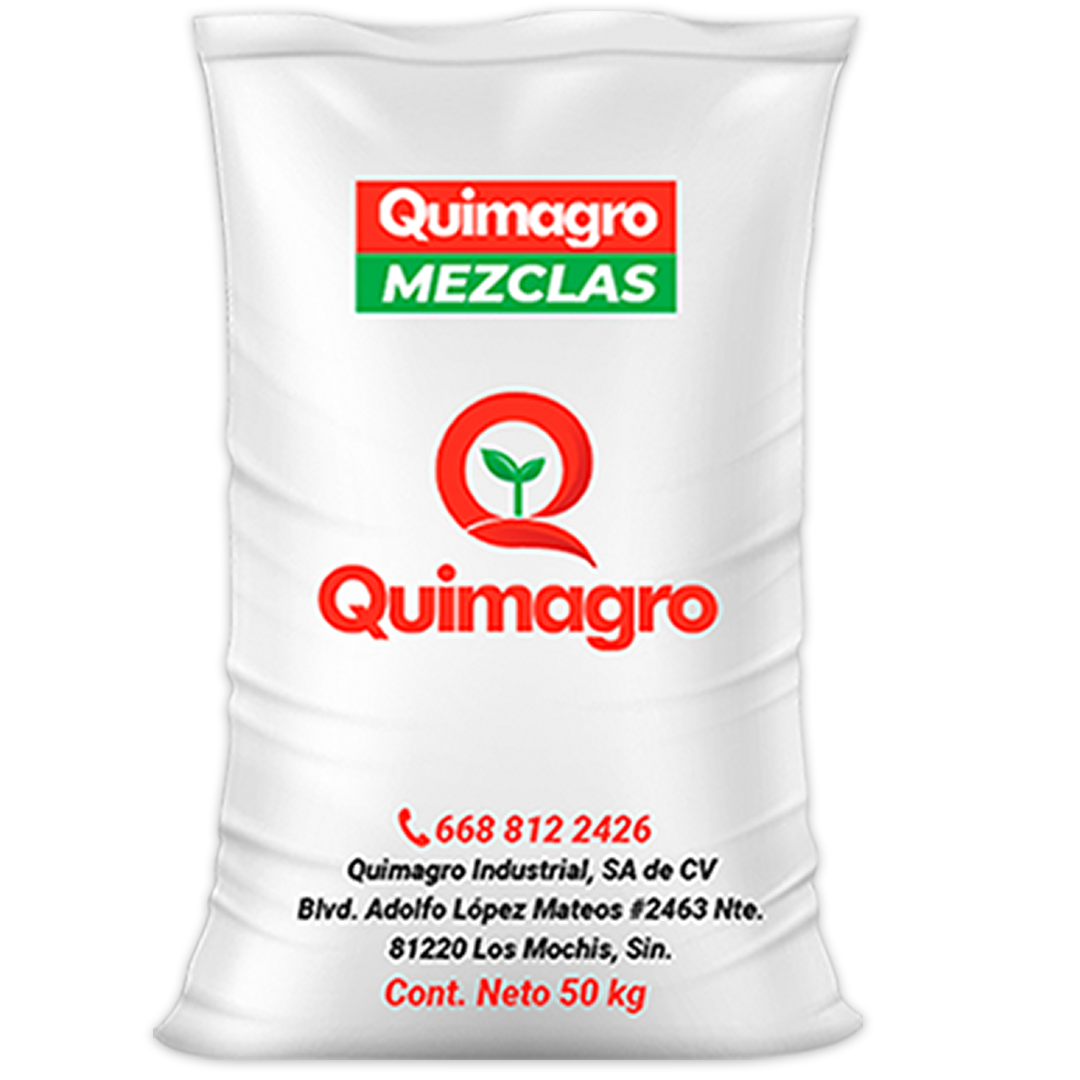 Quimagro
MEZCLAS
Quimagro
668 812 2426
Quimagro Industrial, SA de CV
Blvd. Adolfo López Mateos #2463 Nte.
81220 Los Mochis, Sin.
Cont. Neto 50 kg